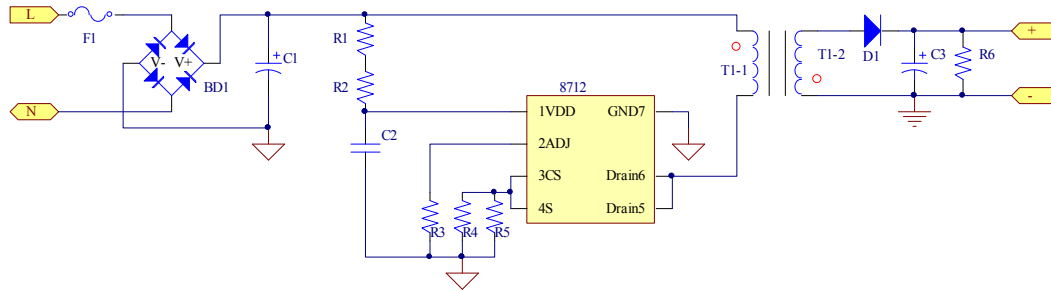 L
F1
N
V-
V+
BD1
C1
R1
R2
C2
8712
1VDD
GND7
2ADJ
3CS
Drain6
4S
Drain5
R3
R4
R5
T1-1
T1-2
D1
C3
R6
+
-